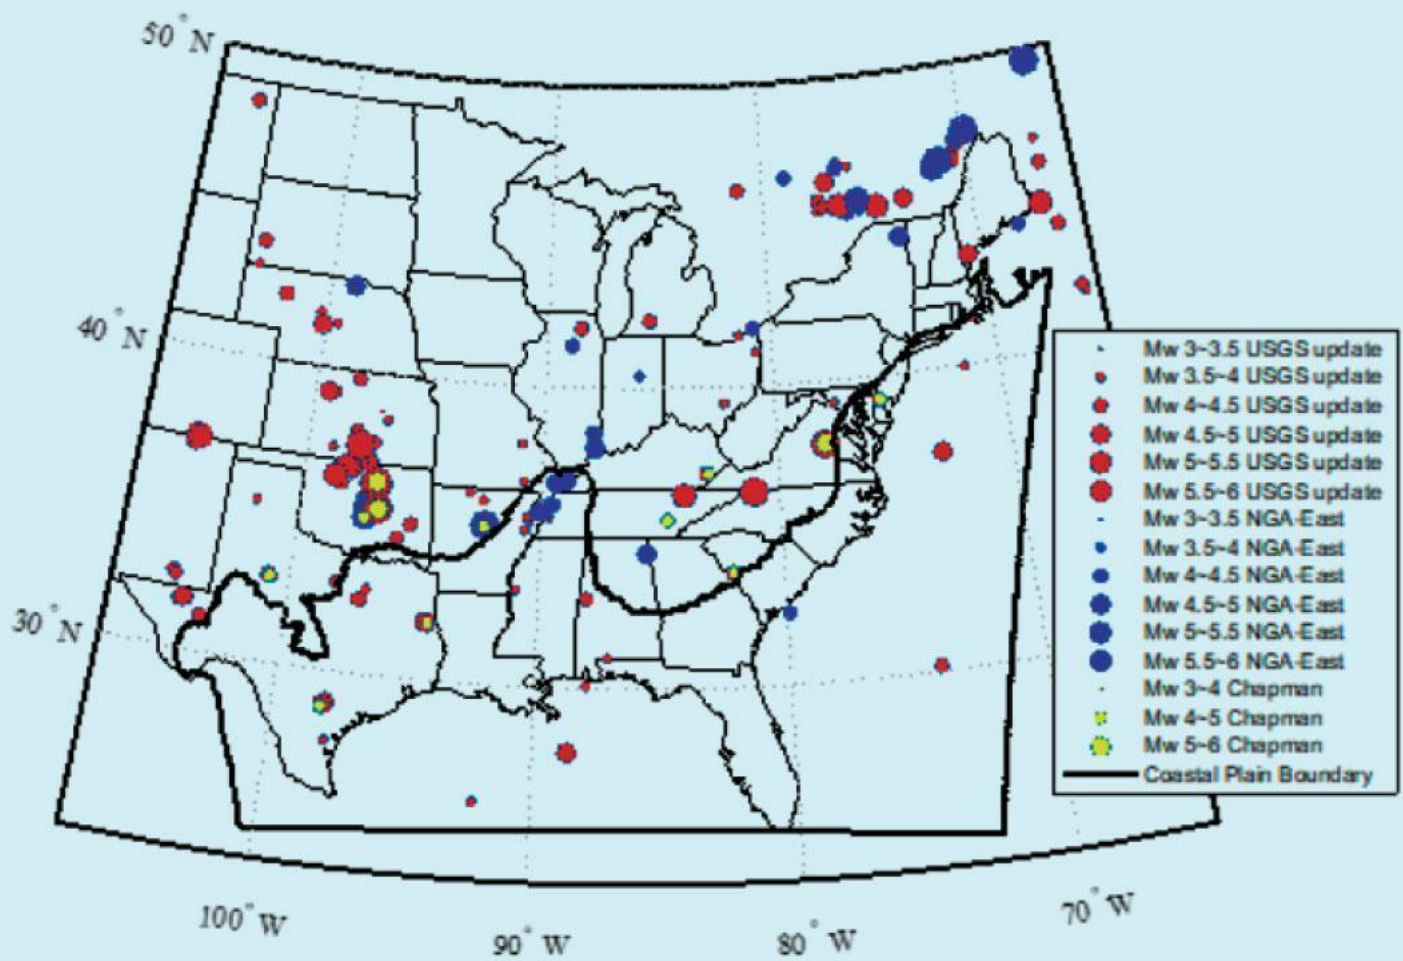 50° N
40° N
30° N
Mw 3~3.5 USGS update
Mw 3.5~4 USGS update
Mw 4~4.5 USGS update
Mw 4.5~5 USGS update
Mw 5~5.5 USGS update
Mw 5.5~6 USGS update
Mw 3~3.5 NGA-East
Mw 3.5~4 NGA-East
Mw 4~4.5 NGA-East
Mw 4.5~5 NGA-East
Mw 5~5.5 NGA-East
Mw 5.5~6 NGA-East
Mw 3~4 Chapman
Mw 4~5 Chapman
Mw 5~6 Chapman
Coastal Plain Boundary
100° W
90° W
80° W
70° W